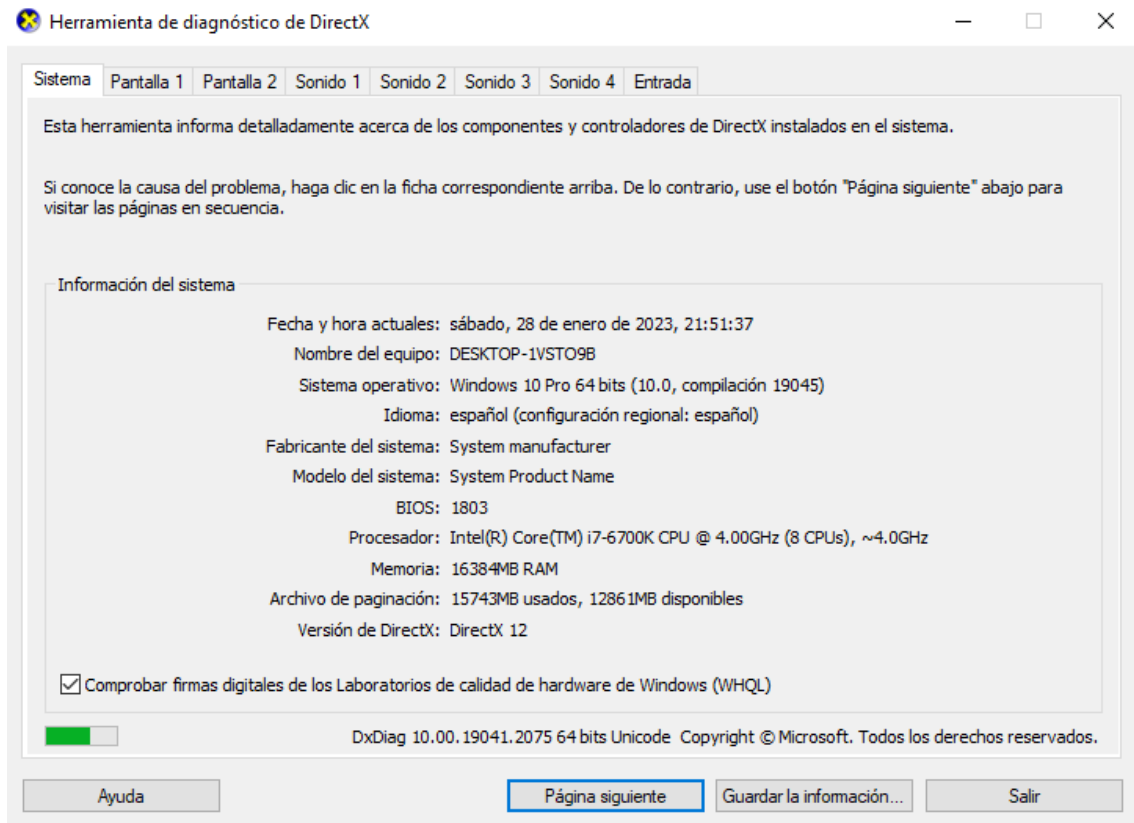 Herramienta de diagnóstico de DirectX
Sistema Pantalla 1 Pantalla 2 Sonido 1 Sonido 2 Sonido 3 Sonido 4 Entrada
Esta herramienta informa detalladamente acerca de los componentes y controladores de DirectX instalados en el sistema.
Si conoce la causa del problema, haga clic en la ficha correspondiente arriba. De lo contrario, use el botón "Página siguiente" abajo para
visitar las páginas en secuencia.
Información del sistema
Fecha y hora actuales: sábado, 28 de enero de 2023, 21:51:37
Nombre del equipo: DESKTOP-1VSTO9B
Sistema operativo: Windows 10 Pro 64 bits (10.0, compilación 19045)
Idioma: español (configuración regional: español)
Fabricante del sistema: System manufacturer
Modelo del sistema: System Product Name
BIOS: 1803
Procesador: Intel(R) Core(TM) i7-6700K CPU @ 4.00GHz (8 CPUs), ~4.0GHz
Memoria: 16384MB RAM
Archivo de paginación: 15743MB usados, 12861MB disponibles
Versión de DirectX: DirectX 12
Comprobar firmas digitales de los Laboratorios de calidad de hardware de Windows (WHQL)
DxDiag 10.00.19041.2075 64 bits Unicode Copyright © Microsoft. Todos los derechos reservados.
Ayuda Página siguiente Guardar la información... Salir